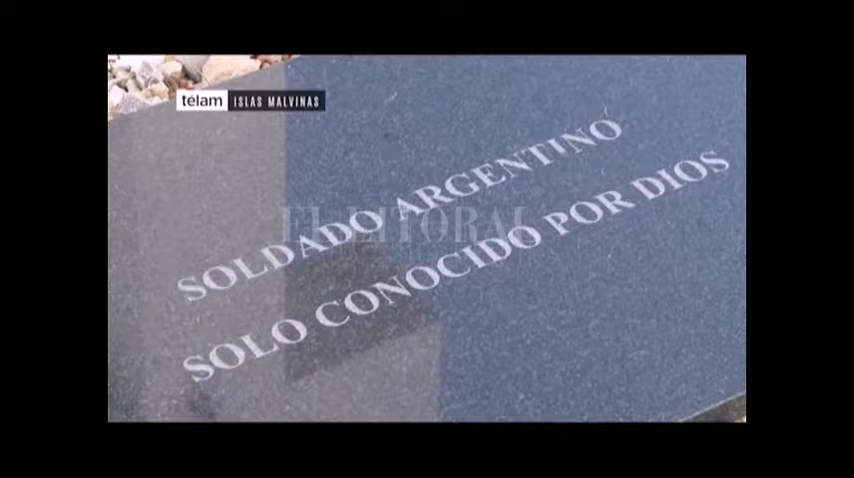 télam ISLAS MALVINAS
SOLDADO ARGENTINO
SOLO CONOCIDO POR DIOS
EL LITORAL